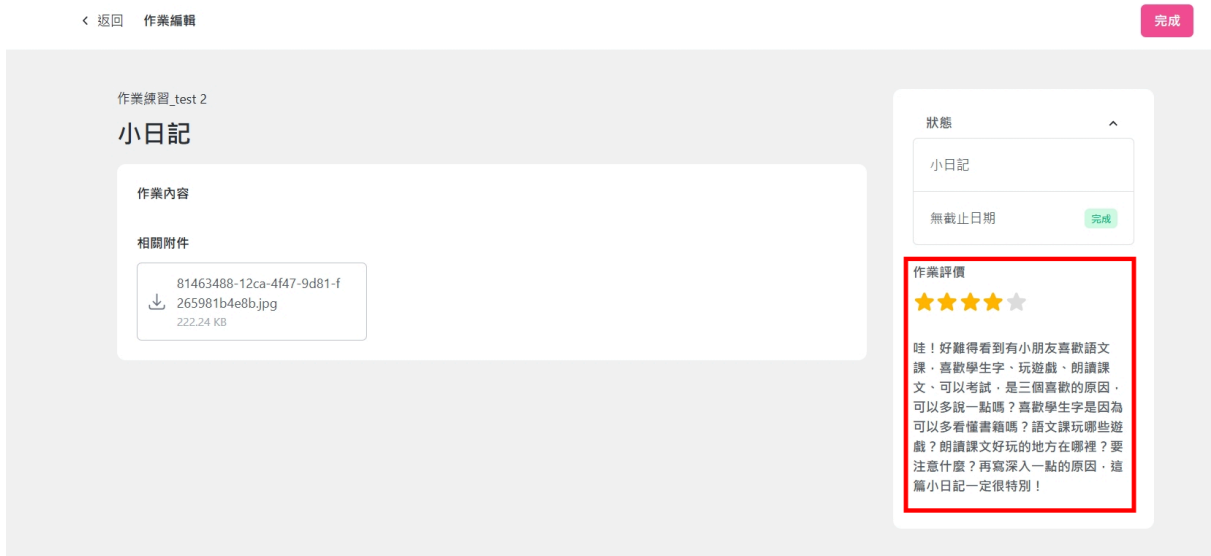 返回 作業編輯
完成
作業練習_test 2
小日記
作業內容
相關附件
81463488-12ca-4f47-9d81-f
265981b4e8b.jpg
222.24 KB
狀態
小日記
無截止日期 完成
作業評價
哇！好難得看到有小朋友喜歡語文
課，喜歡學生字、玩遊戲、朗讀課
文、可以考試，是三個喜歡的原因，
可以多說一點嗎？喜歡學生字是因為
可以多看懂書籍嗎？語文課玩哪些遊
戲？朗讀課文好玩的地方在哪裡？要
注意什麼？再寫深入一點的原因，這
篇小日記一定很特別！